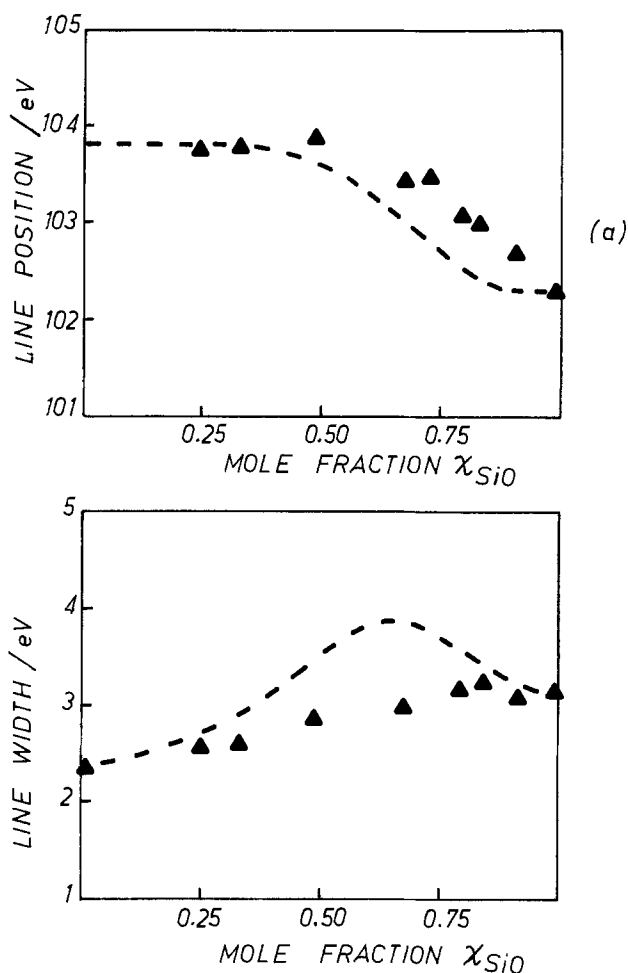 105
104
103
102
101
LINE POSITION /eV
0.25 0.50 0.75
MOLE FRACTION χSiO
(a)
5
4
3
2
1
LINE WIDTH /eV
0.25 0.50 0.75
MOLE FRACTION χSiO